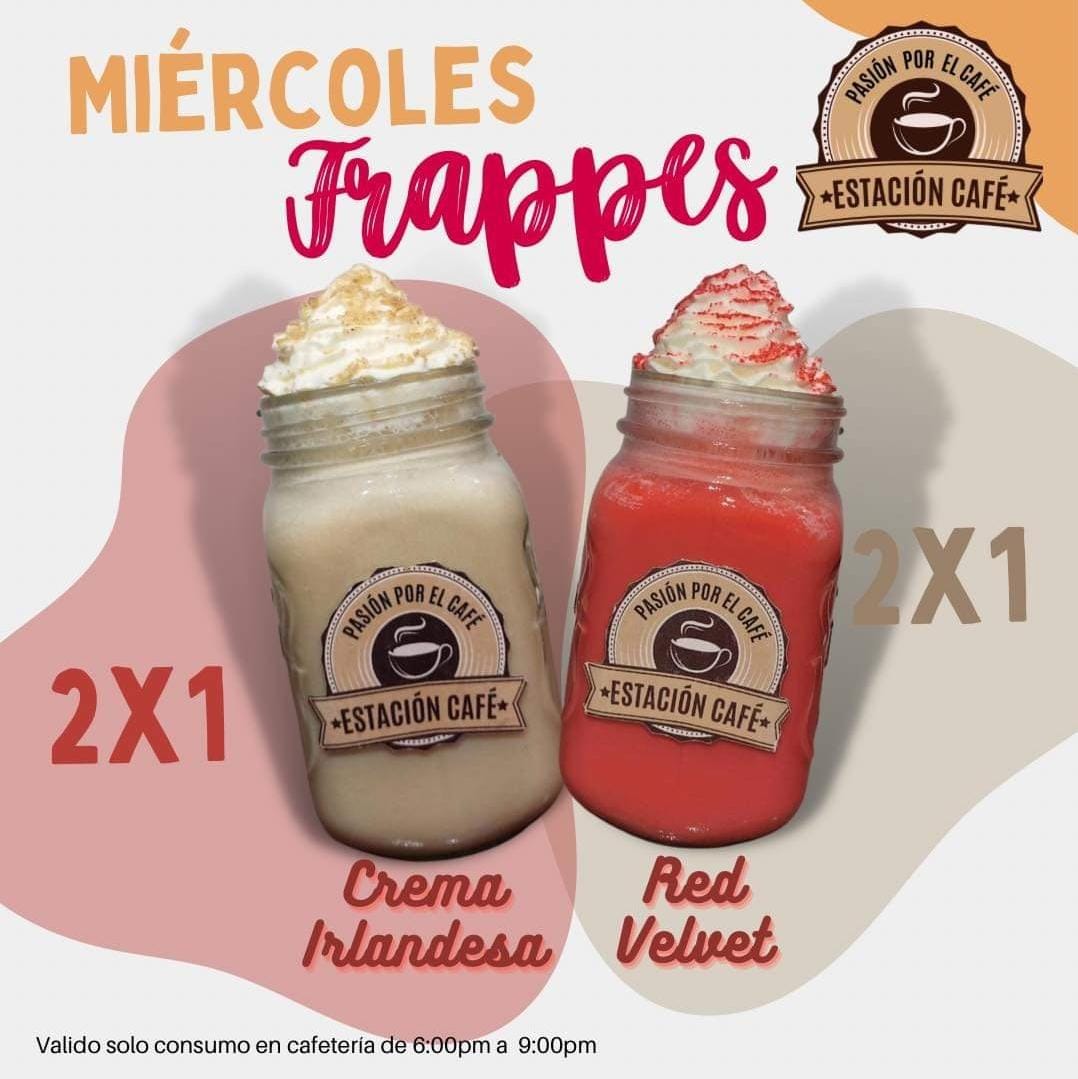 MIÉRCOLES
Frappes
PASIÓN POR EL CAFÉ
★ESTACIÓN CAFÉ★
2X1
2X1
PASIÓN POR EL CAFÉ
★ESTACIÓN CAFÉ★
PASIÓN POR EL CAFÉ
★ESTACIÓN CAFÉ★
Crema
Irlandesa
Red
Velvet
Valido solo consumo en cafetería de 6:00pm a 9:00pm